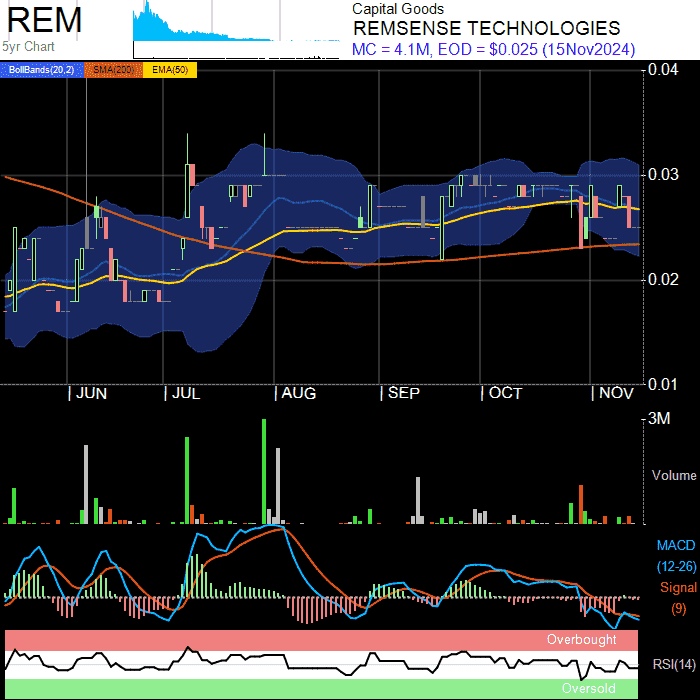 REM
5yr Chart
Capital Goods
REMSENSE TECHNOLOGIES
MC = 4.1M, EOD = $0.025 (15Nov2024)
BollBands(20,2) SMA(200) EMA(50)
0.04
0.03
0.02
0.01
JUN JUL AUG SEP OCT NOV
3M
Volume
MACD
(12-26)
Signal
(9)
Overbought
RSI(14)
Oversold